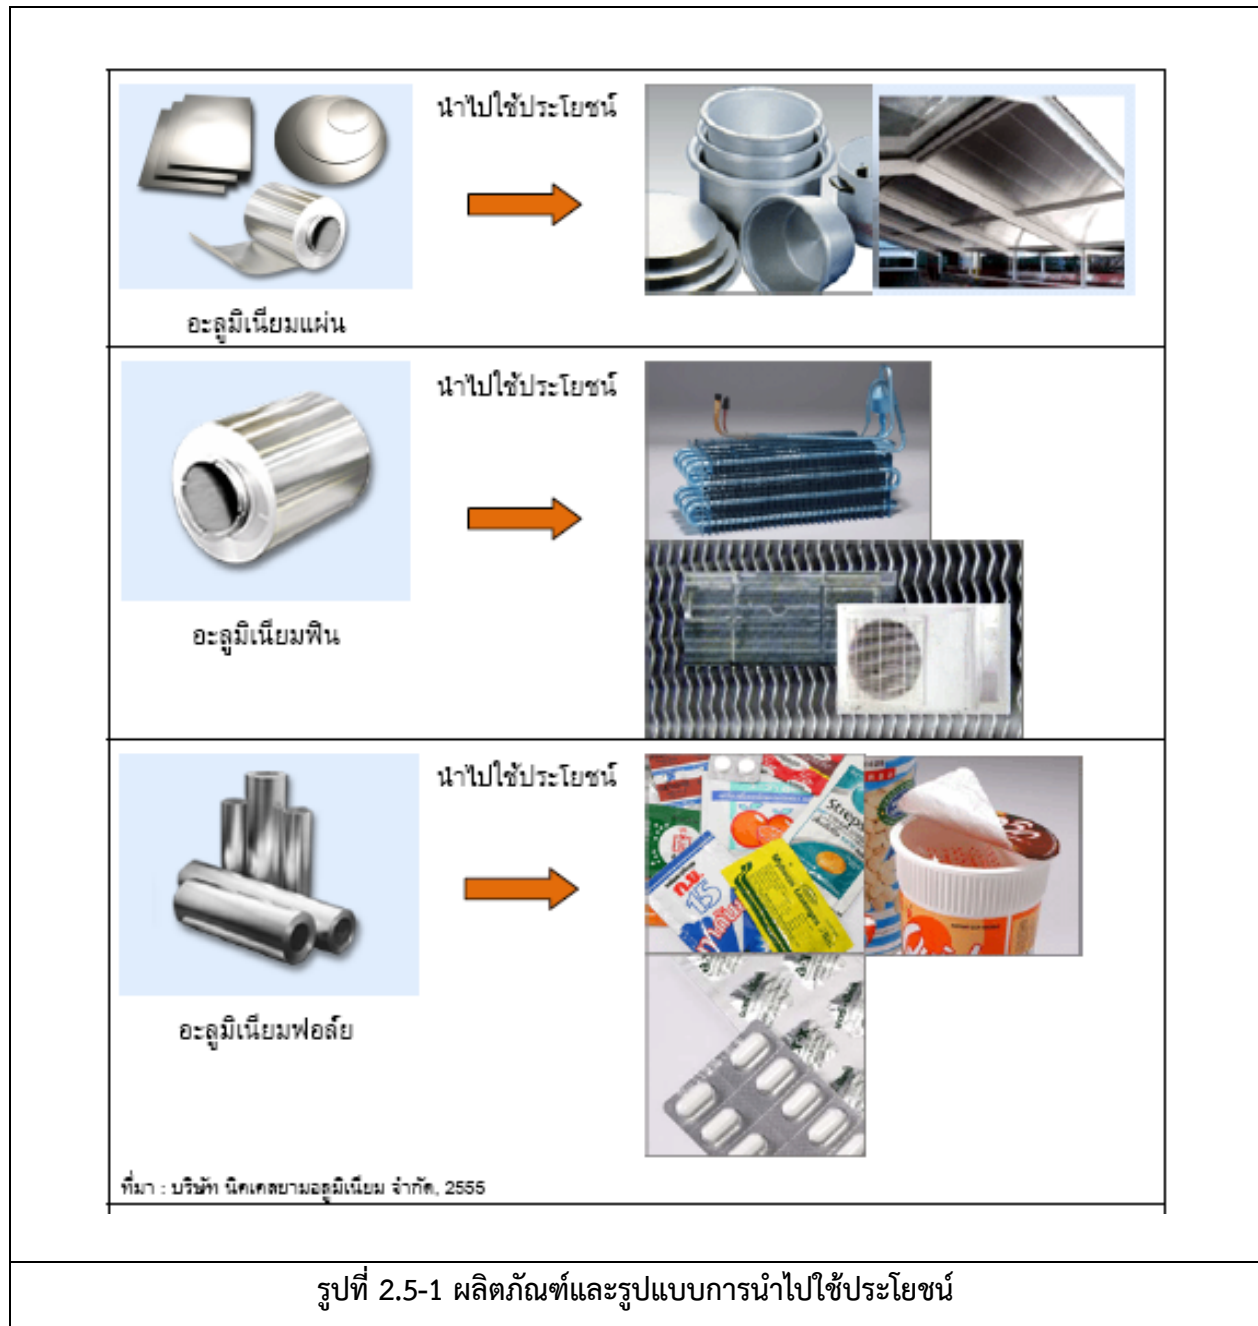 นำไปใช้ประโยชน์
อะลูมิเนียมแผ่น
นำไปใช้ประโยชน์
อะลูมิเนียมฟิน
นำไปใช้ประโยชน์
Strep
ก.ย
15
อะลูมิเนียมฟอล์ย
ที่มา : บริษัท นิคเคสยามอลูมิเนียม จำกัด, 2555
รูปที่ 2.5-1 ผลิตภัณฑ์และรูปแบบการนำไปใช้ประโยชน์